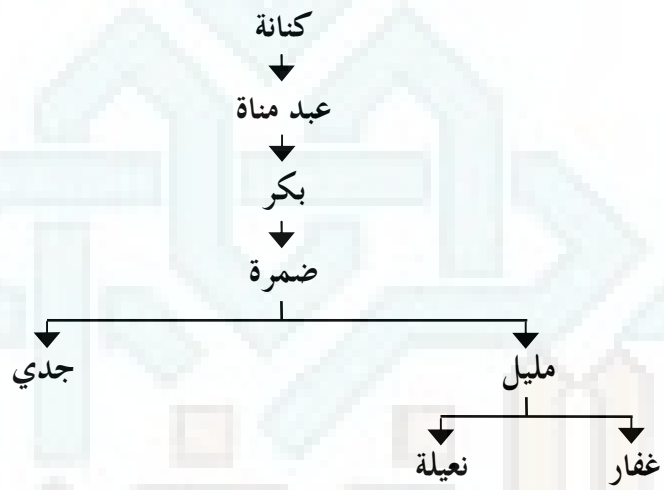 كنانة
عبد مناة
بكر
ضمرة
مليل
جدي
غفار
نعيلة